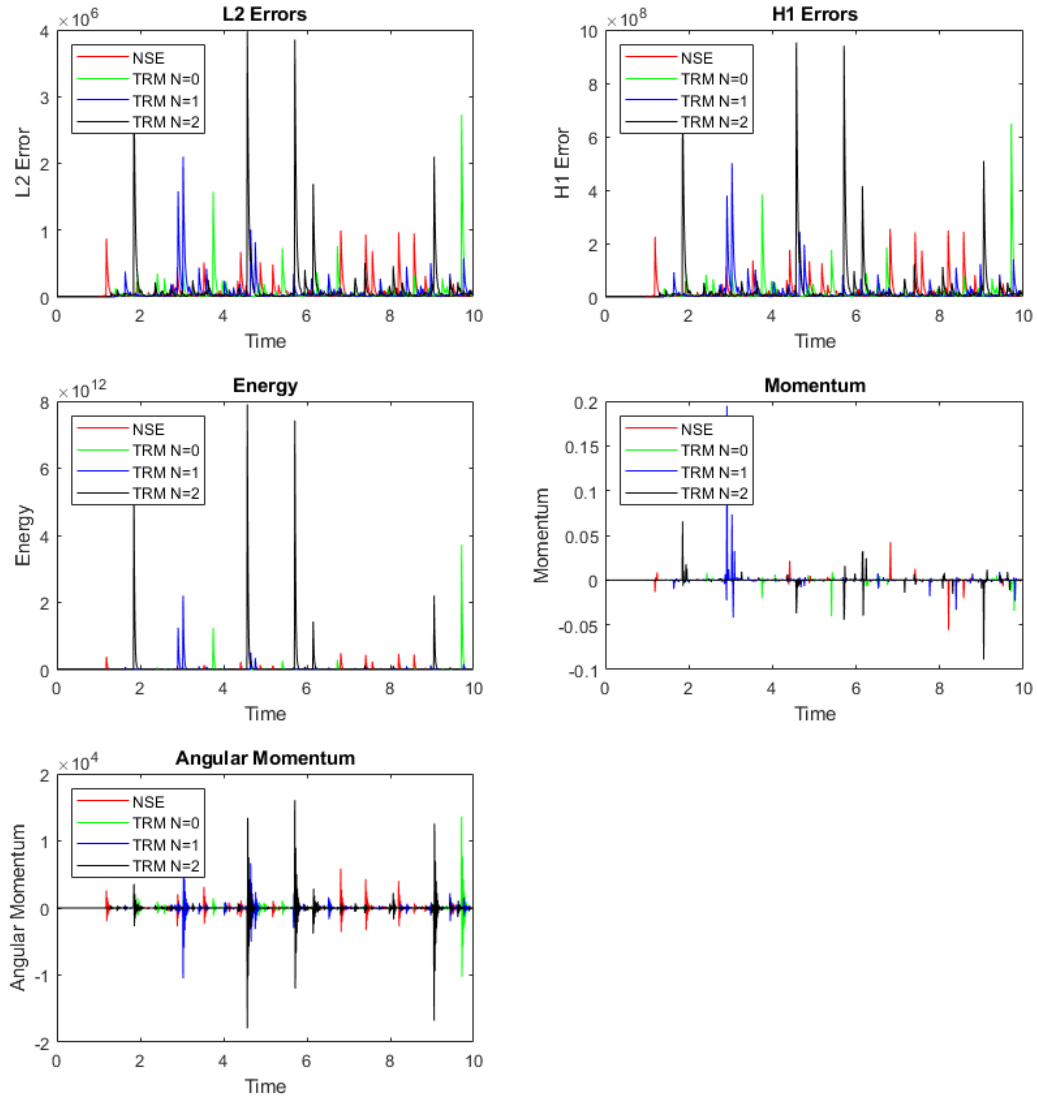 L2 Errors
×10^6
L2 Error
4
3
2
1
0
NSE
TRM N=0
TRM N=1
TRM N=2
0 2 4 6 8 10
Time
H1 Errors
×10^8
H1 Error
10
8
6
4
2
0
NSE
TRM N=0
TRM N=1
TRM N=2
0 2 4 6 8 10
Time
Energy
×10^12
Energy
8
6
4
2
0
NSE
TRM N=0
TRM N=1
TRM N=2
0 2 4 6 8 10
Time
Momentum
Momentum
0.2
0.15
0.1
0.05
0
-0.05
-0.1
NSE
TRM N=0
TRM N=1
TRM N=2
0 2 4 6 8 10
Time
Angular Momentum
×10^4
Angular Momentum
2
1
0
-1
-2
NSE
TRM N=0
TRM N=1
TRM N=2
0 2 4 6 8 10
Time